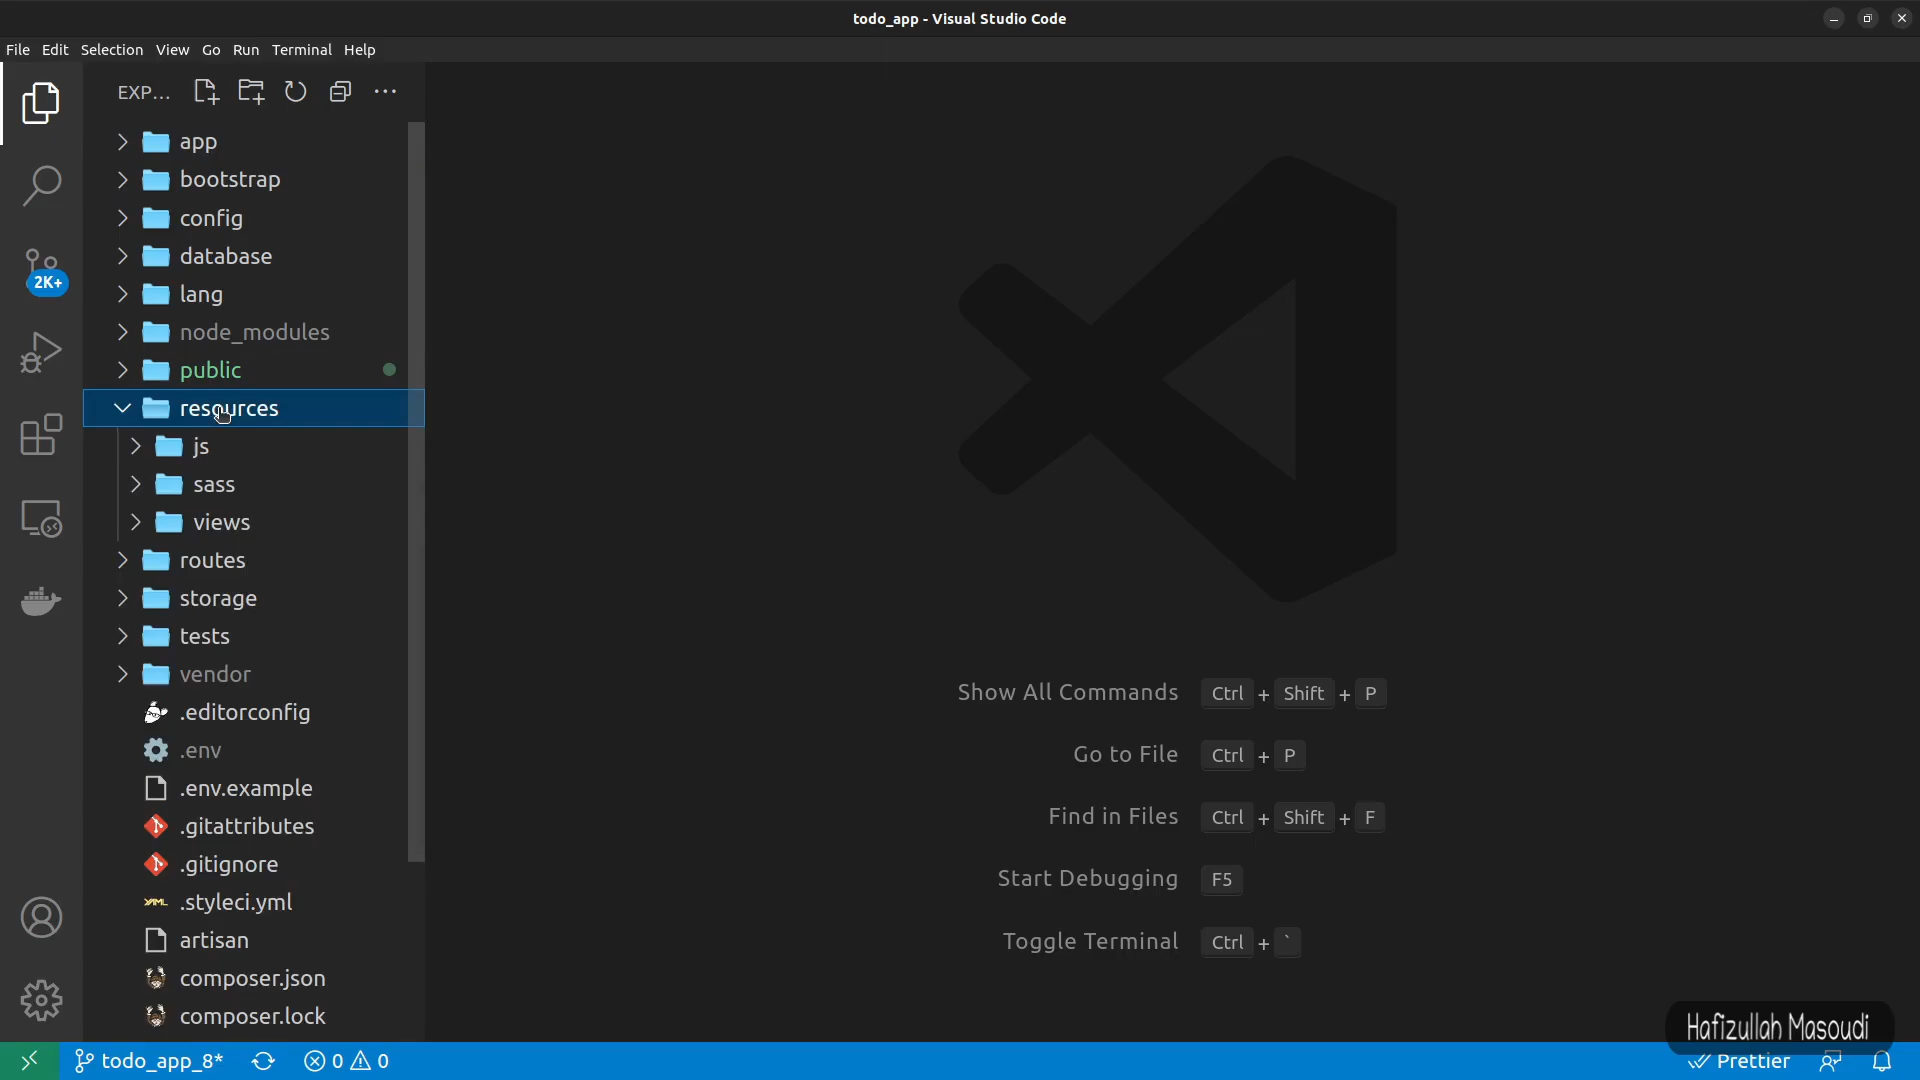 todo_app - Visual Studio Code
File Edit Selection View Go Run Terminal Help
EXP...
app
bootstrap
config
database
2K+
lang
node_modules
public
resources
js
sass
views
routes
storage
tests
vendor
.editorconfig
.env
.env.example
.gitattributes
.gitignore
.styleci.yml
artisan
composer.json
composer.lock
Show All Commands Ctrl + Shift + P
Go to File Ctrl + P
Find in Files Ctrl + Shift + F
Start Debugging F5
Toggle Terminal Ctrl + `
Hafizullah Masoudi
todo_app_8* 0 0 Prettier